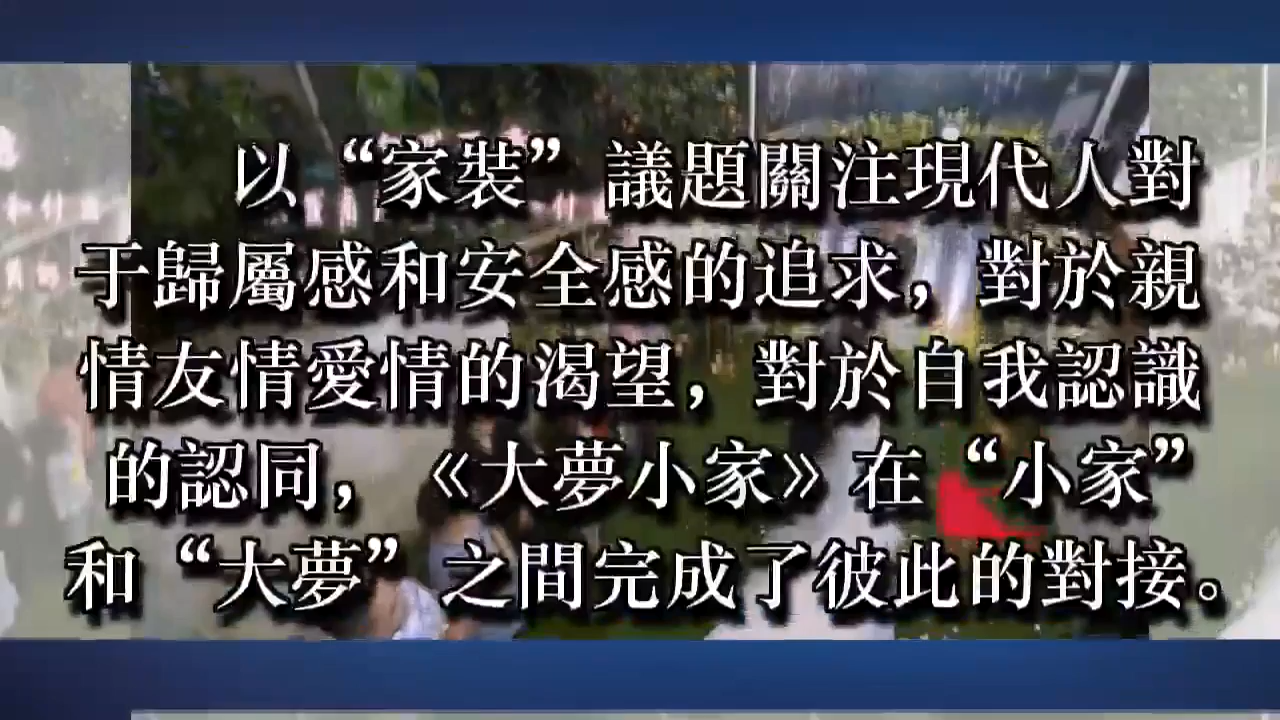 以“家裝”議題關注現代人對
于歸屬感和安全感的追求，對於親
情友情愛情的渴望，對於自我認識
的認同，《大夢小家》在“小家”
和“大夢”之間完成了彼此的對接。